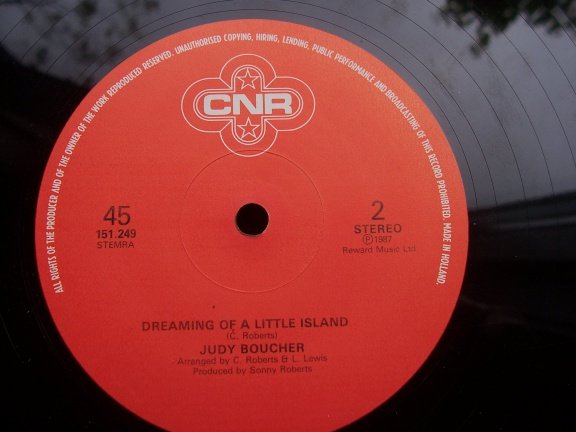 ALL RIGHTS OF THE PRODUCER AND OF THE OWNER OF THE WORK REPRODUCED RESERVED. UNAUTHORISED COPYING, HIRING, LENDING, PUBLIC PERFORMANCE AND BROADCASTING OF THIS RECORD PROHIBITED. MADE IN HOLLAND.
CNR
45
151.249
STEMRA
2
STEREO
Ⓟ1987
Reward Music Ltd.
DREAMING OF A LITTLE ISLAND
(C. Roberts)
JUDY BOUCHER
Arranged by C. Roberts & L. Lewis
Produced by Sonny Roberts